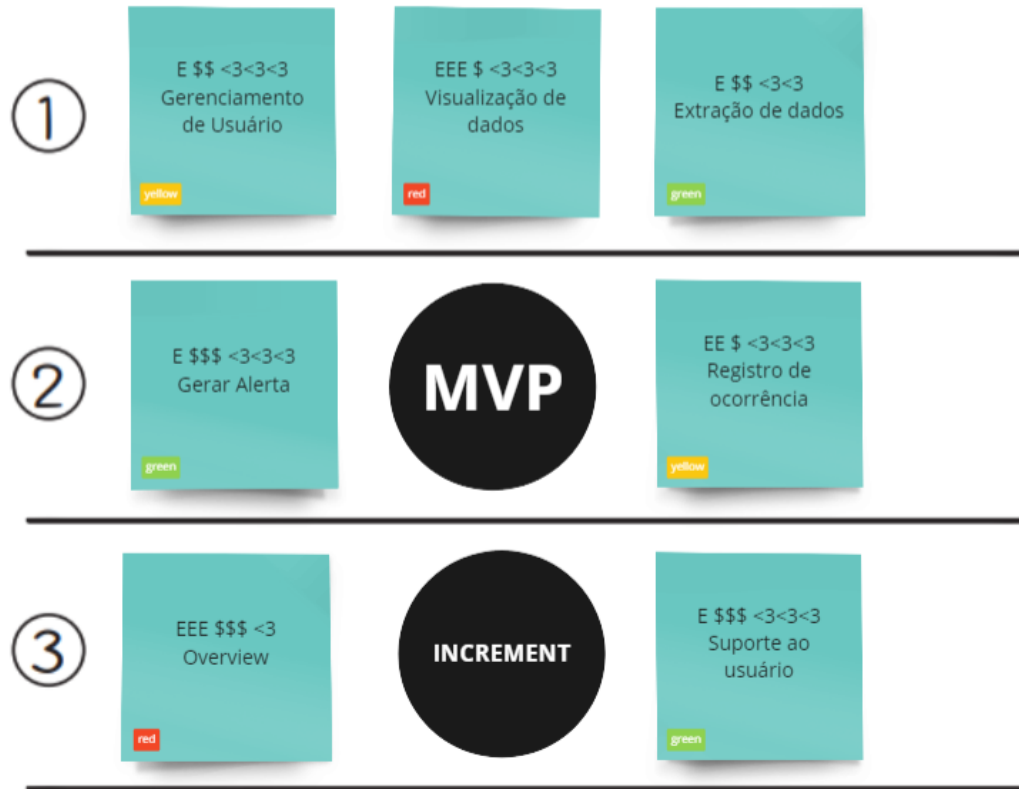 1
E $$ <3<3<3
Gerenciamento
de Usuário
yellow
EEE $ <3<3<3
Visualização de
dados
red
E $$ <3<3
Extração de dados
green
2
E $$$ <3<3<3
Gerar Alerta
green
MVP
EE $ <3<3<3
Registro de
ocorrência
yellow
3
EEE $$$ <3
Overview
red
INCREMENT
E $$$ <3<3<3
Suporte ao
usuário
green